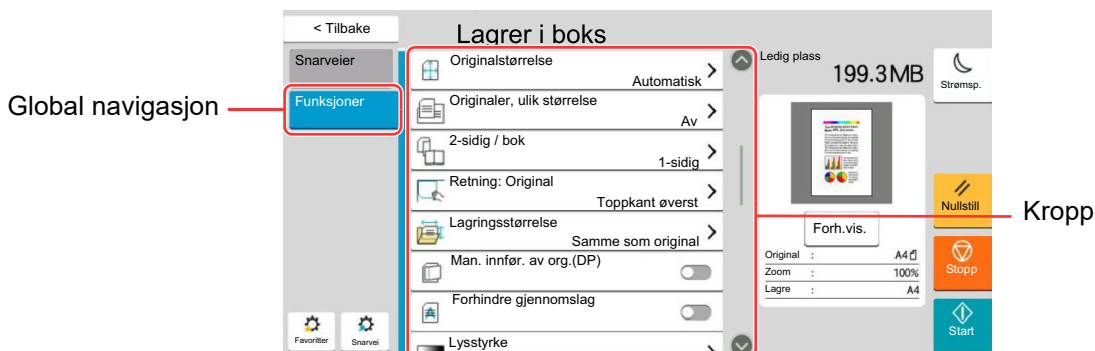 < Tilbake
Lagrer i boks
Snarveier
Funksjoner
Global navigasjon
Originalstørrelse
Automatisk
Originaler, ulik størrelse
Av
2-sidig / bok
1-sidig
Retning: Original
Toppkant øverst
Lagringsstørrelse
Samme som original
Man. innfør. av org.(DP)
Forhindre gjennomslag
Lysstyrke
Ledig plass
199.3MB
Forh.vis.
Original : A4
Zoom : 100%
Lagre : A4
Strømsp.
Nullstill
Stopp
Start
Kropp
Favoritter
Snarvei